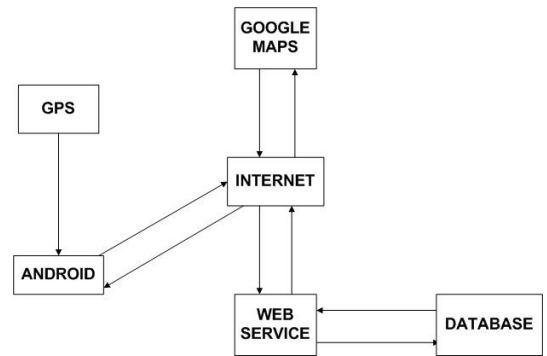 GOOGLE
MAPS
GPS
INTERNET
ANDROID
WEB
SERVICE
DATABASE